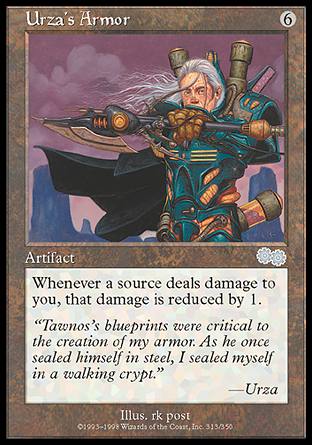 Urza's Armor 6
Artifact
Whenever a source deals damage to
you, that damage is reduced by 1.
“Tawnos's blueprints were critical to
the creation of my armor. As he once
sealed himself in steel, I sealed myself
in a walking crypt.”
—Urza
Illus. rk post
©1993–1998 Wizards of the Coast, Inc. 313/350